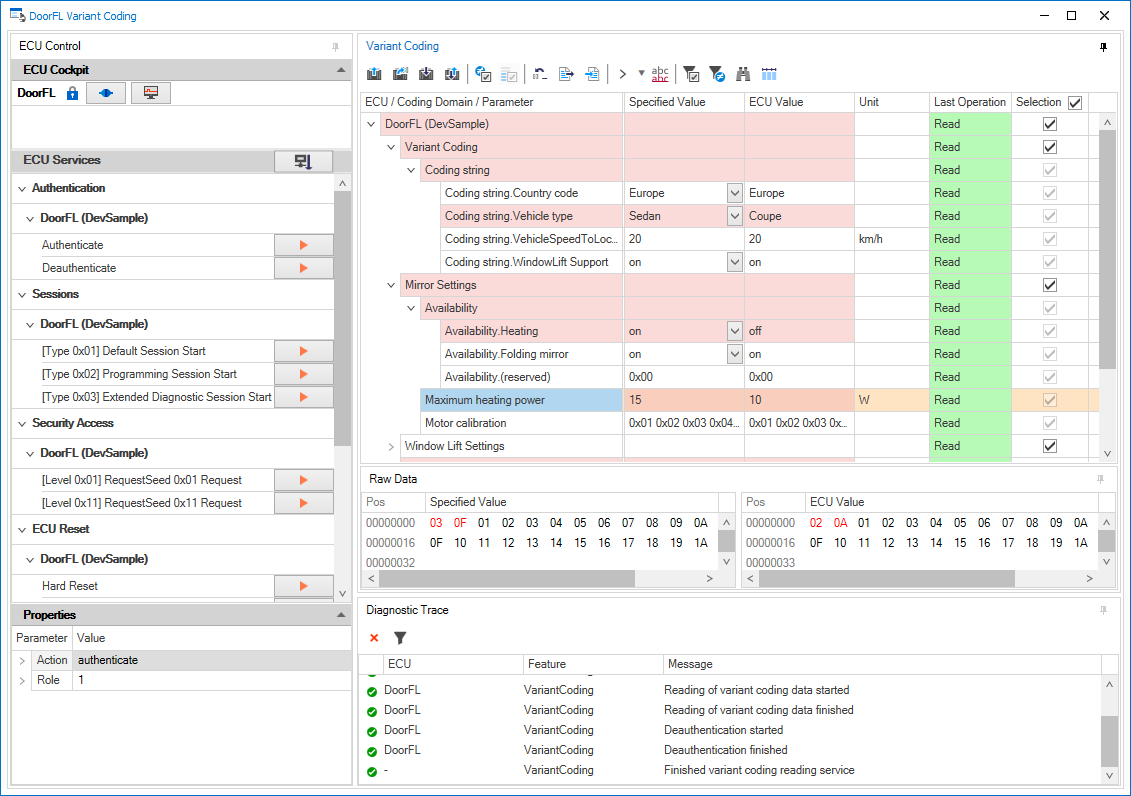 DoorFL Variant Coding
ECU Control
ECU Cockpit
DoorFL
ECU Services
Authentication
DoorFL (DevSample)
Authenticate
Deauthenticate
Sessions
DoorFL (DevSample)
[Type 0x01] Default Session Start
[Type 0x02] Programming Session Start
[Type 0x03] Extended Diagnostic Session Start
Security Access
DoorFL (DevSample)
[Level 0x01] RequestSeed 0x01 Request
[Level 0x11] RequestSeed 0x11 Request
ECU Reset
DoorFL (DevSample)
Hard Reset
Properties
Parameter Value
Action authenticate
Role 1
Variant Coding
abc
abc
ECU / Coding Domain / Parameter Specified Value ECU Value Unit Last Operation Selection
DoorFL (DevSample) Read
Variant Coding Read
Coding string Read
Coding string.Country code Europe Europe Read
Coding string.Vehicle type Sedan Coupe Read
Coding string.VehicleSpeedToLoc... 20 20 km/h Read
Coding string.WindowLift Support on on Read
Mirror Settings Read
Availability Read
Availability.Heating on off Read
Availability.Folding mirror on on Read
Availability.(reserved) 0x00 0x00 Read
Maximum heating power 15 10 W Read
Motor calibration 0x01 0x02 0x03 0x04... 0x01 0x02 0x03 0x... Read
Window Lift Settings Read
Raw Data
Pos Specified Value
00000000 03 0F 01 02 03 04 05 06 07 08 09 0A
00000016 0F 10 11 12 13 14 15 16 17 18 19 1A
00000032
Pos ECU Value
00000000 02 0A 01 02 03 04 05 06 07 08 09 0A
00000016 0F 10 11 12 13 14 15 16 17 18 19 1A
00000033
Diagnostic Trace
ECU Feature Message
DoorFL VariantCoding Reading of variant coding data started
DoorFL VariantCoding Reading of variant coding data finished
DoorFL VariantCoding Deauthentication started
DoorFL VariantCoding Deauthentication finished
- VariantCoding Finished variant coding reading service